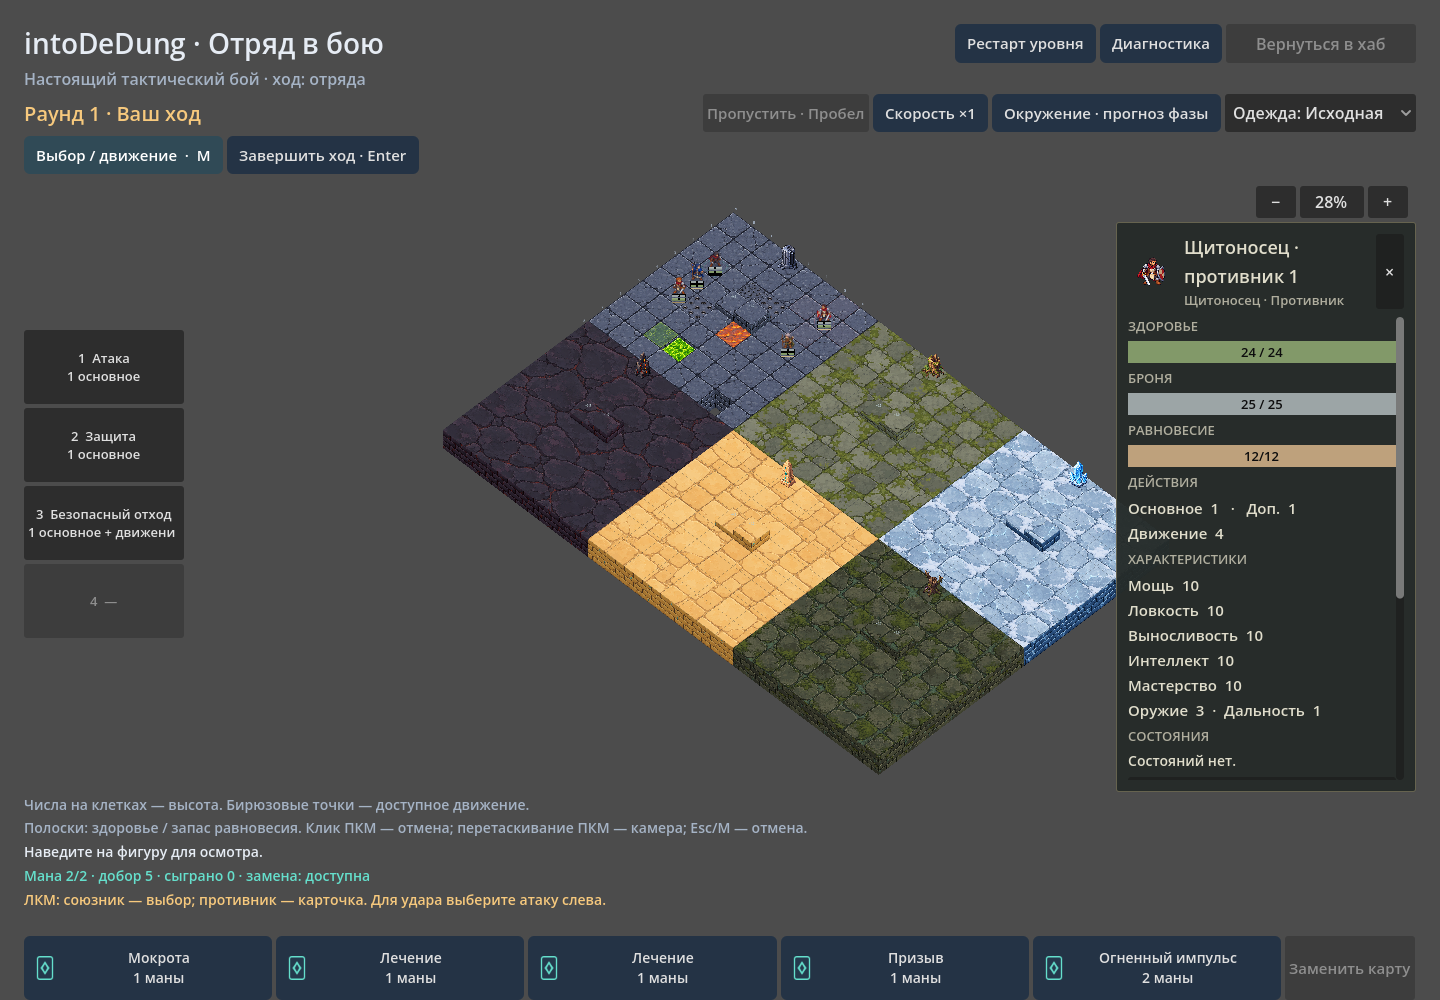 intoDeDung · Отряд в бою
Рестарт уровня
Диагностика
Вернуться в хаб
Настоящий тактический бой · ход: отряда
Раунд 1 · Ваш ход
Пропустить · Пробел
Скорость ×1
Окружение · прогноз фазы
Одежда: Исходная
Выбор / движение · M
Завершить ход · Enter
−
28%
+
Щитоносец ·
противник 1
Щитоносец · Противник
×
ЗДОРОВЬЕ
24 / 24
БРОНЯ
25 / 25
РАВНОВЕСИЕ
12/12
ДЕЙСТВИЯ
Основное 1 · Доп. 1
Движение 4
ХАРАКТЕРИСТИКИ
Мощь 10
Ловкость 10
Выносливость 10
Интеллект 10
Мастерство 10
Оружие 3 · Дальность 1
СОСТОЯНИЯ
Состояний нет.
1 Атака
1 основное
2 Защита
1 основное
3 Безопасный отход
1 основное + движени
4 —
Числа на клетках — высота. Бирюзовые точки — доступное движение.
Полоски: здоровье / запас равновесия. Клик ПКМ — отмена; перетаскивание ПКМ — камера; Esc/M — отмена.
Наведите на фигуру для осмотра.
Мана 2/2 · добор 5 · сыграно 0 · замена: доступна
ЛКМ: союзник — выбор; противник — карточка. Для удара выберите атаку слева.
Мокрота
1 маны
Лечение
1 маны
Лечение
1 маны
Призыв
1 маны
Огненный импульс
2 маны
Заменить карту